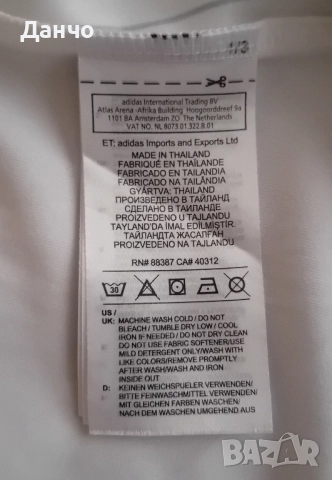 Данчо
1/3
adidas International Trading BV
Atlas Arena -Afrika Building Hoogoorddreef 9a
1101 BA Amsterdam ZO The Netherlands
VAT NO. NL 8073.01.322.B.01
ET: adidas Imports and Exports Ltd
MADE IN THAILAND
FABRIQUÉ EN THAÏLANDE
FABRICADO EN TAILANDIA
FABRICADO NA TAILÂNDIA
GYÁRTVA: THAILAND
ПРОИЗВЕДЕНО В ТАЙЛАНД
СДЕЛАНО В ТАИЛАНДЕ
PROIZVEDENO U TAJLANDU
TAYLAND'DA İMAL EDİLMİŞTİR.
ТАЙЛАНДТА ЖАСАЛҒАН
PROIZVEDENO NA TAJLANDU
RN# 88387 CA# 40312
30
US /
UK: MACHINE WASH COLD / DO NOT
BLEACH / TUMBLE DRY LOW / COOL
IRON IF NEEDED / DO NOT DRY CLEAN
DO NOT USE FABRIC SOFTENER/USE
MILD DETERGENT ONLY/WASH WITH
LIKE COLORS/REMOVE PROMPTLY.
AFTER WASH/WASH AND IRON
INSIDE OUT
D: KEINEN WEICHSPUELER VERWENDEN/
BITTE FEINWASCHMITTEL VERWENDEN/
MIT GLEICHEN FARBEN WASCHEN/
NACH DEM WASCHEN UMGEHEND AUS
BAZAR